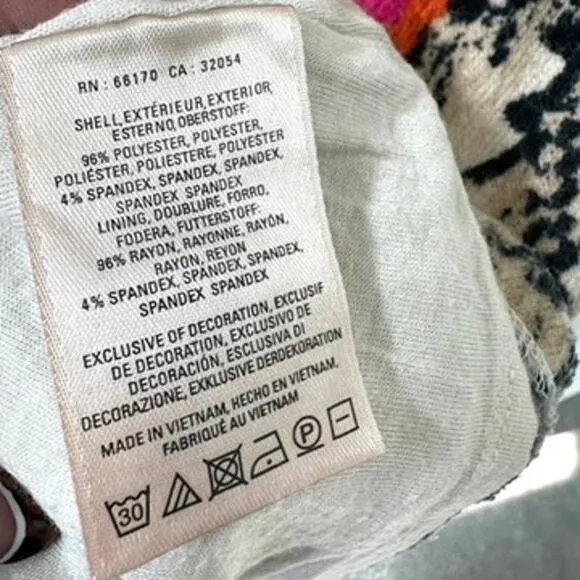 RN : 66170 CA : 32054
SHELL, EXTÉRIEUR, EXTERIOR,
ESTERNO, OBERSTOFF:
96% POLYESTER, POLYESTER,
POLIÉSTER, POLIESTERE, POLYESTER
4% SPANDEX, SPANDEX, SPANDEX,
SPANDEX SPANDEX
LINING, DOUBLURE, FORRO,
FODERA, FUTTERSTOFF:
96% RAYON, RAYONNE, RAYÓN,
RAYON, REYON
4% SPANDEX, SPANDEX, SPANDEX,
SPANDEX SPANDEX
EXCLUSIVE OF DECORATION, EXCLUSIF
DE DECORATION, EXCLUSIVO DE
DECORACIÓN, ESCLUSIVA DI
DECORAZIONE, EXKLUSIVE DERDEKORATION
MADE IN VIETNAM, HECHO EN VIETNAM,
FABRIQUÉ AU VIETNAM
30 P